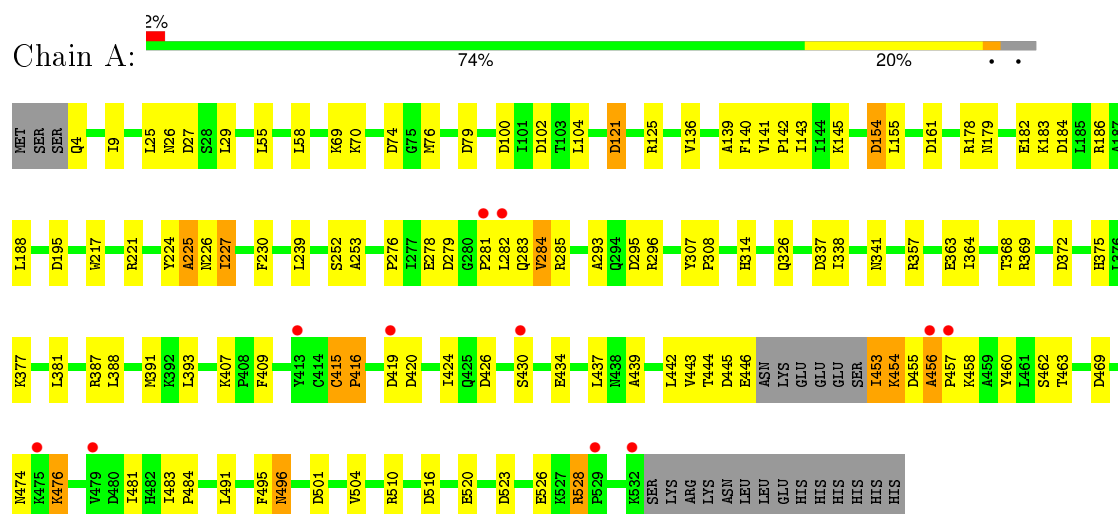 2%
Chain A:
74% 20% • •
MET SER SER Q4 I9 L25 N26 D27 S28 L29 L55 L58 K69 K70 D74 G75 M76 D79 D100 I101 D102 T103 L104 D121 R125 V136 A139 F140 V141 P142 I143 I144 K145 D154 L155 D161 R178 N179 E182 K183 D184 L185 R186 A187
L188 D195 W217 R221 Y224 A225 N226 I227 F230 L239 S252 A253 P276 I277 E278 D279 G280 P281 L282 Q283 V284 R285 A293 Q294 D295 R296 Y307 P308 H314 Q326 D337 I338 N341 R357 E363 I364 T368 R369 D372 H375 L376
K377 L381 R387 L388 M391 K392 L393 K407 P408 F409 Y413 C414 C415 P416 D419 D420 I424 Q425 D426 S430 E434 L437 N438 A439 L442 V443 T444 D445 E446 ASN LYS GLU GLU GLU SER I453 K454 D455 A456 P457 K458 A459 Y460 L461 S462 T463 D469
N474 K475 K476 V479 D480 I481 H482 I483 P484 L491 F495 N496 D501 V504 R510 D516 E520 D523 E526 K527 R528 P529 K532 SER LYS ARG LYS ASN LEU LEU GLU HIS HIS HIS HIS HIS HIS